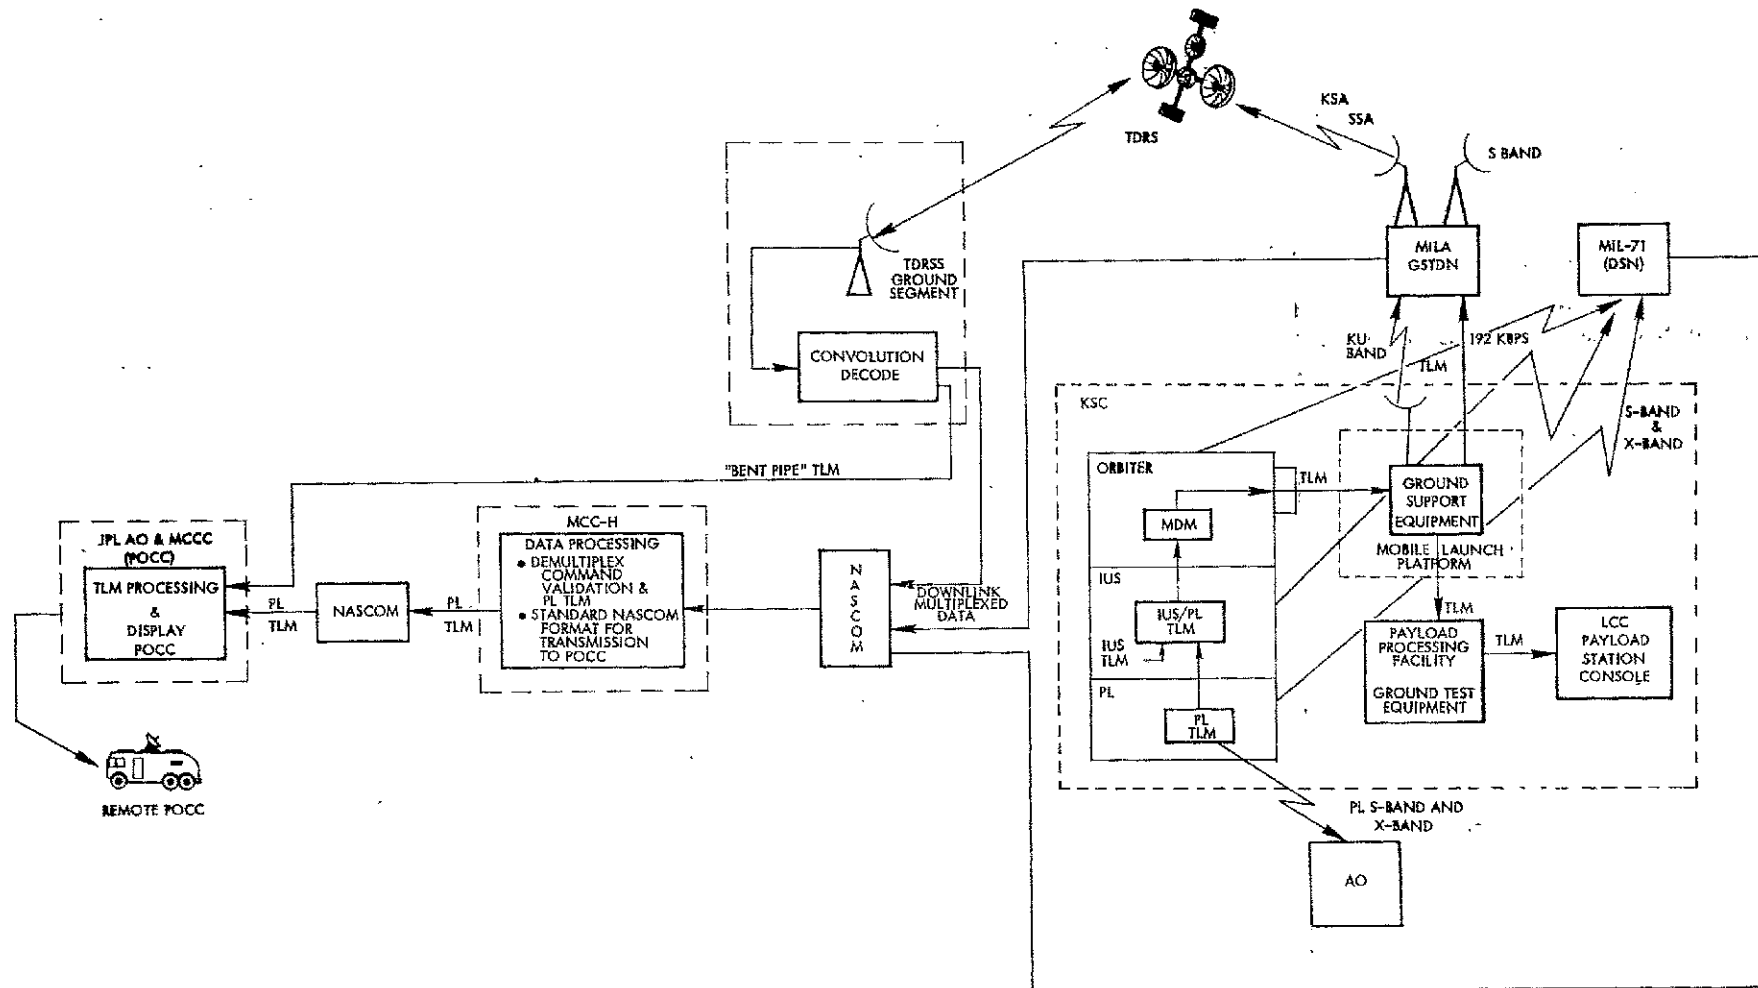 KSA
SSA
TDRS
S BAND
TDRSS
GROUND
SEGMENT
MILA
GSTDN
MIL-71
(DSN)
CONVOLUTION
DECODE
KU
BAND
192 KBPS
TLM
KSC
S-BAND
&
X-BAND
"BENT PIPE" TLM
ORBITER
TLM
MDM
GROUND
SUPPORT
EQUIPMENT
MOBILE LAUNCH
PLATFORM
JPL AO & MCCC
(POCC)
TLM PROCESSING
&
DISPLAY
POCC
PL
TLM
NASCOM
PL
TLM
MCC-H
DATA PROCESSING
• DEMULTIPLEX
COMMAND
VALIDATION &
PL TLM
• STANDARD NASCOM
FORMAT FOR
TRANSMISSION
TO POCC
NASCOM
DOWNLINK
MULTIPLEXED
DATA
IUS
IUS/PL
TLM
IUS
TLM
TLM
PAYLOAD
PROCESSING
FACILITY
GROUND TEST
EQUIPMENT
TLM
LCC
PAYLOAD
STATION
CONSOLE
PL
PL
TLM
REMOTE POCC
PL S-BAND AND
X-BAND
AO